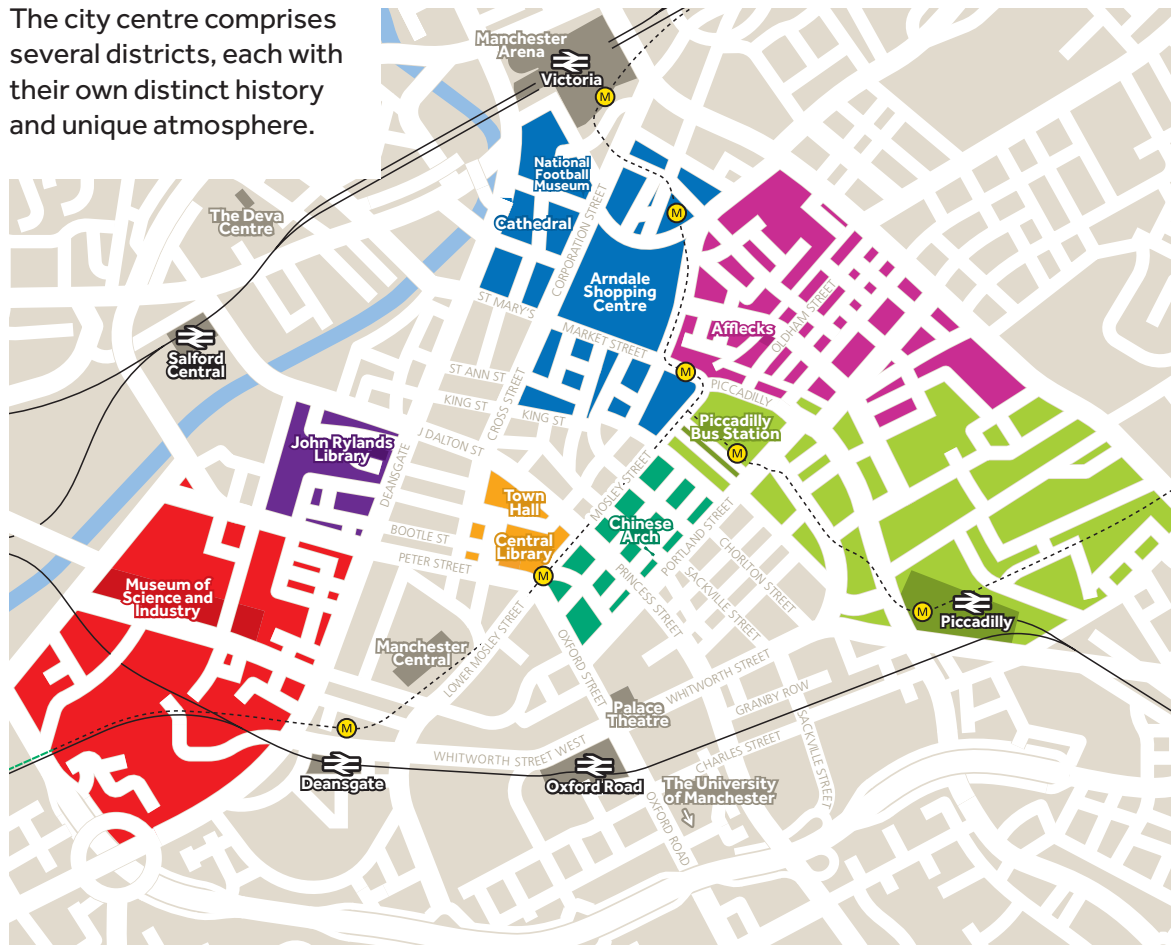 The city centre comprises
several districts, each with
their own distinct history
and unique atmosphere.
Manchester
Arena
Victoria
M
National
Football
Museum
The Deva
Centre
Cathedral
CORPORATION STREET
M
Arndale
Shopping
Centre
ST MARY'S
MARKET STREET
Afflecks
OLDHAM STREET
Salford
Central
ST ANN ST
CROSS STREET
M
PICCADILLY
KING ST
KING ST
Piccadilly
Bus Station
M
John Rylands
Library
J DALTON ST
DEANSGATE
MOSLEY STREET
Town
Hall
Chinese
Arch
PORTLAND STREET
BOOTLE ST
Central
Library
CHORLTON STREET
PETER STREET
M
PRINCESS STREET
SACKVILLE STREET
Museum of
Science and
Industry
M
Piccadilly
Manchester
Central
LOWER MOSLEY STREET
OXFORD STREET
WHITWORTH STREET
GRANBY ROW
Palace
Theatre
M
WHITWORTH STREET WEST
CHARLES STREET
SACKVILLE STREET
Deansgate
Oxford Road
The University
of Manchester
OXFORD ROAD